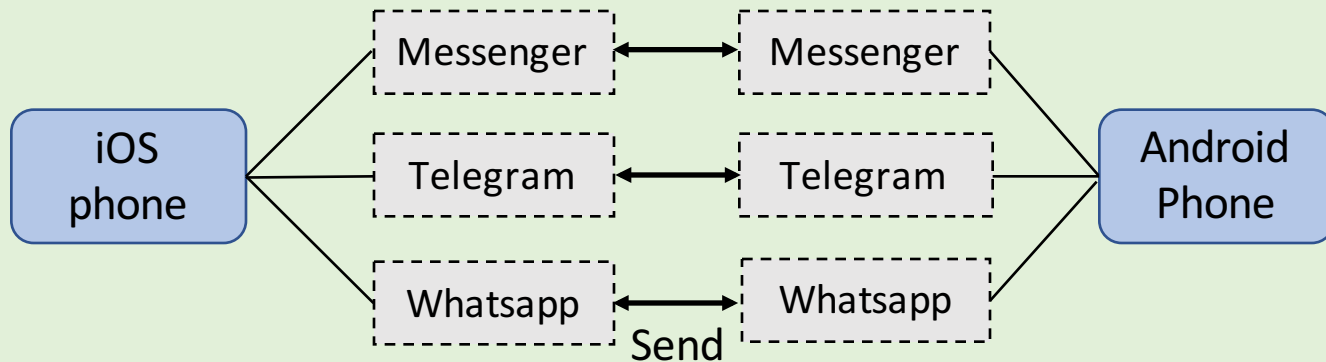 Messenger
Messenger
iOS
phone
Telegram
Telegram
Android
Phone
Whatsapp
Whatsapp
Send